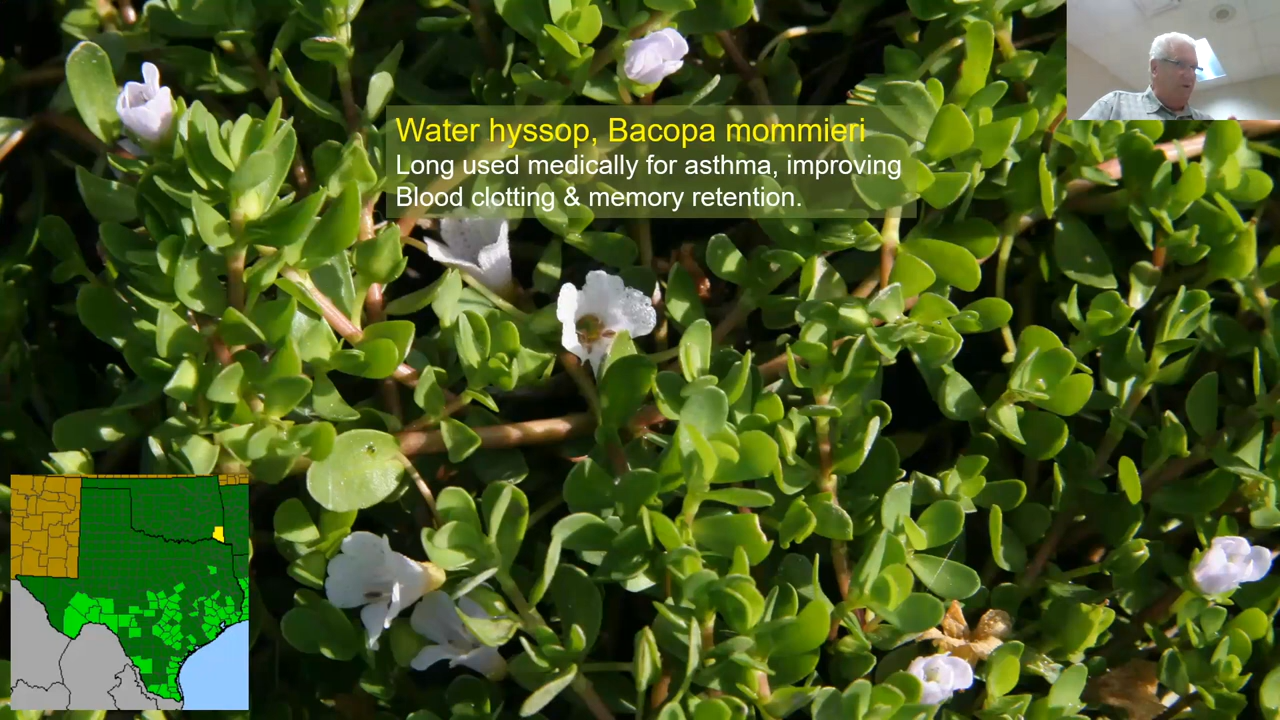 Water hyssop, Bacopa mommieri
Long used medically for asthma, improving
Blood clotting & memory retention.